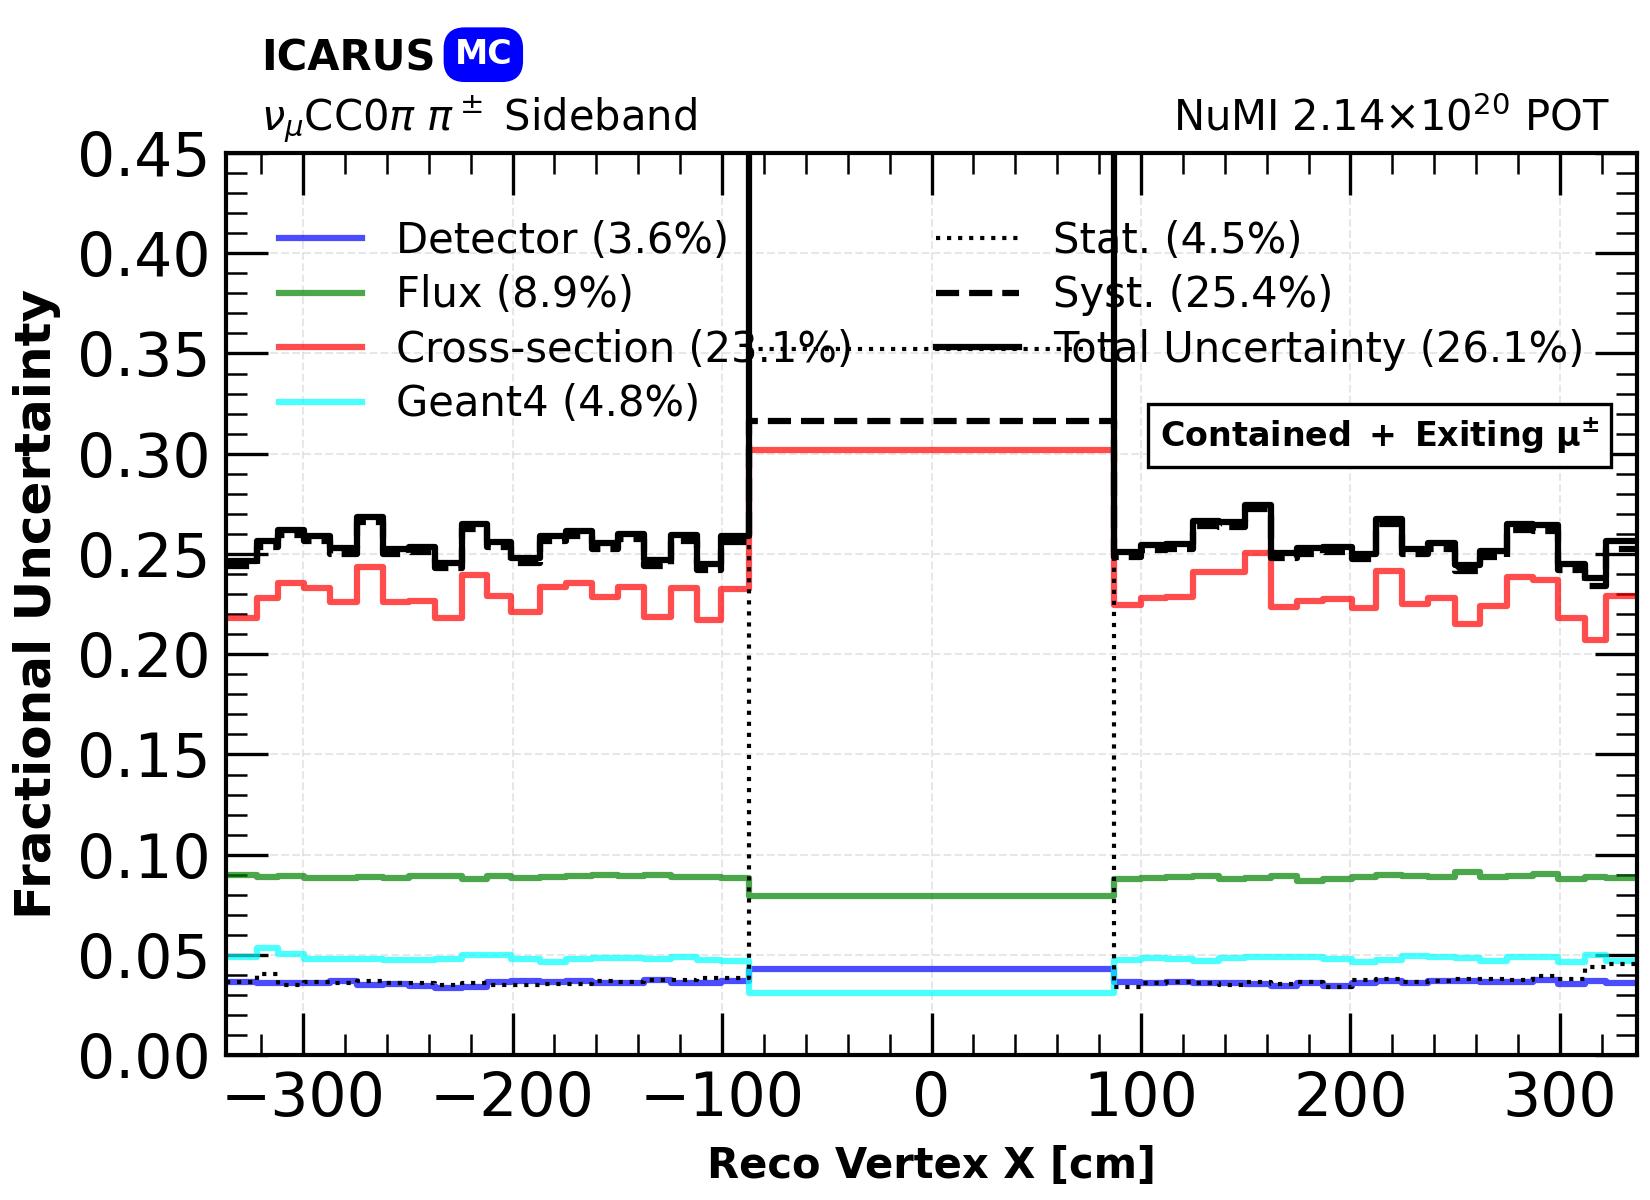 ICARUS MC
νμCC0π π± Sideband
NuMI 2.14×10²⁰ POT
0.45
0.40
0.35
0.30
0.25
0.20
0.15
0.10
0.05
0.00
Fractional Uncertainty
Detector (3.6%)
Flux (8.9%)
Cross-section (23.1%)
Geant4 (4.8%)
Stat. (4.5%)
Syst. (25.4%)
Total Uncertainty (26.1%)
Contained + Exiting μ±
−300 −200 −100 0 100 200 300
Reco Vertex X [cm]